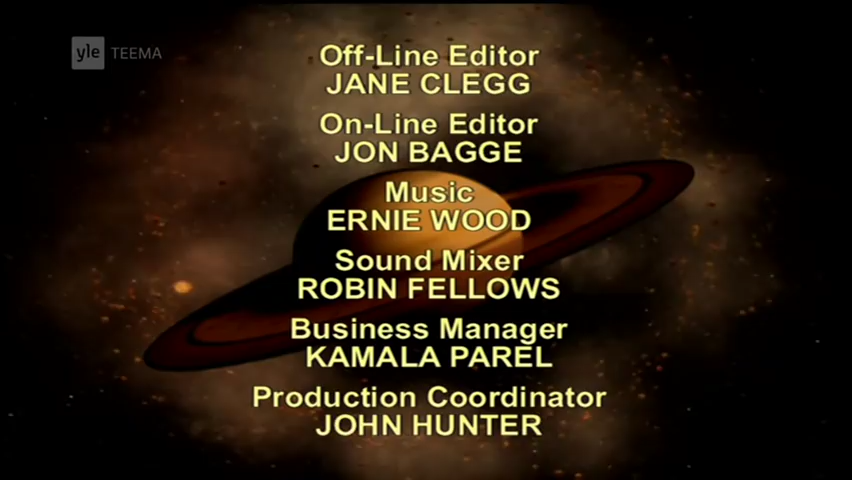 yle TEEMA
Off-Line Editor
JANE CLEGG
On-Line Editor
JON BAGGE
Music
ERNIE WOOD
Sound Mixer
ROBIN FELLOWS
Business Manager
KAMALA PAREL
Production Coordinator
JOHN HUNTER